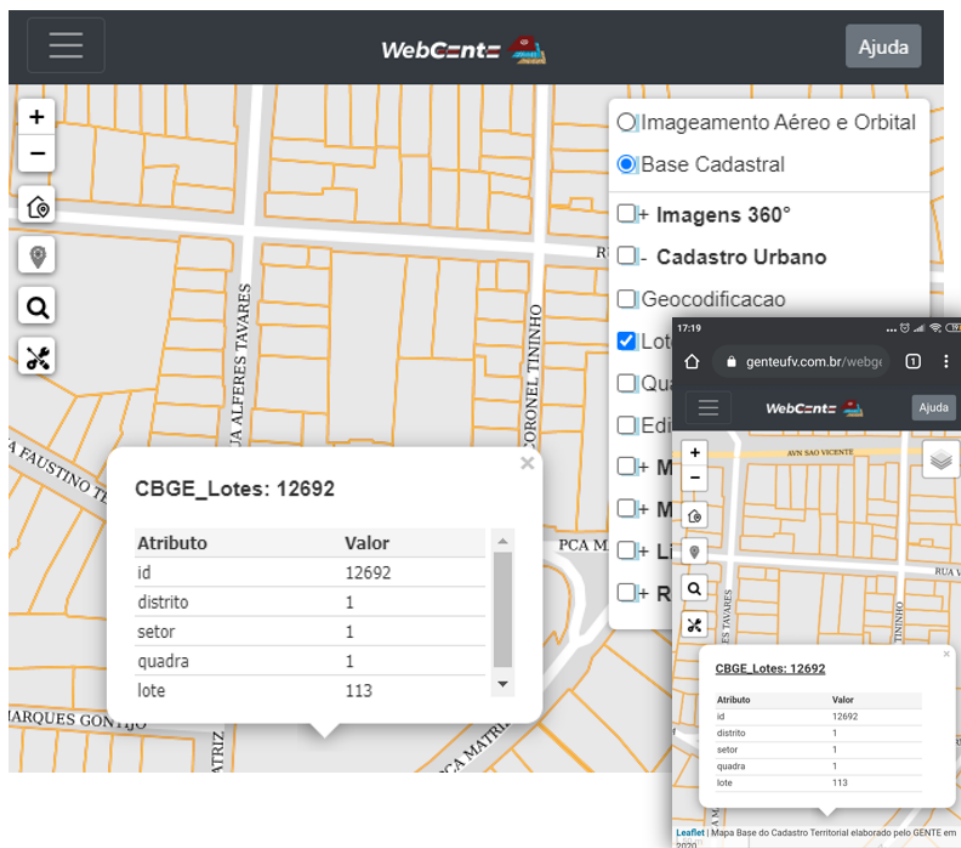 WebGente
Ajuda
+
−
Imageamento Aéreo e Orbital
Base Cadastral
+ Imagens 360°
- Cadastro Urbano
Geocodificacao
+ M
+ M
+ Li
+ R
RUA ALFERES TAVARES
CORONEL TININHO
A FAUSTINO TE
PCA M
MARQUES GONTIJO
MATRIZ
PCA MATRIZ
CBGE_Lotes: 12692
×
Atributo Valor
id 12692
distrito 1
setor 1
quadra 1
lote 113
17:19
genteufv.com.br/webge
1
WebGente
Ajuda
+
−
AVN SAO VICENTE
RUA V
TAVARES
TININHO
CBGE_Lotes: 12692
×
Atributo Valor
id 12692
distrito 1
setor 1
quadra 1
lote 113
Leaflet | Mapa Base do Cadastro Territorial elaborado pelo GENTE em
2020